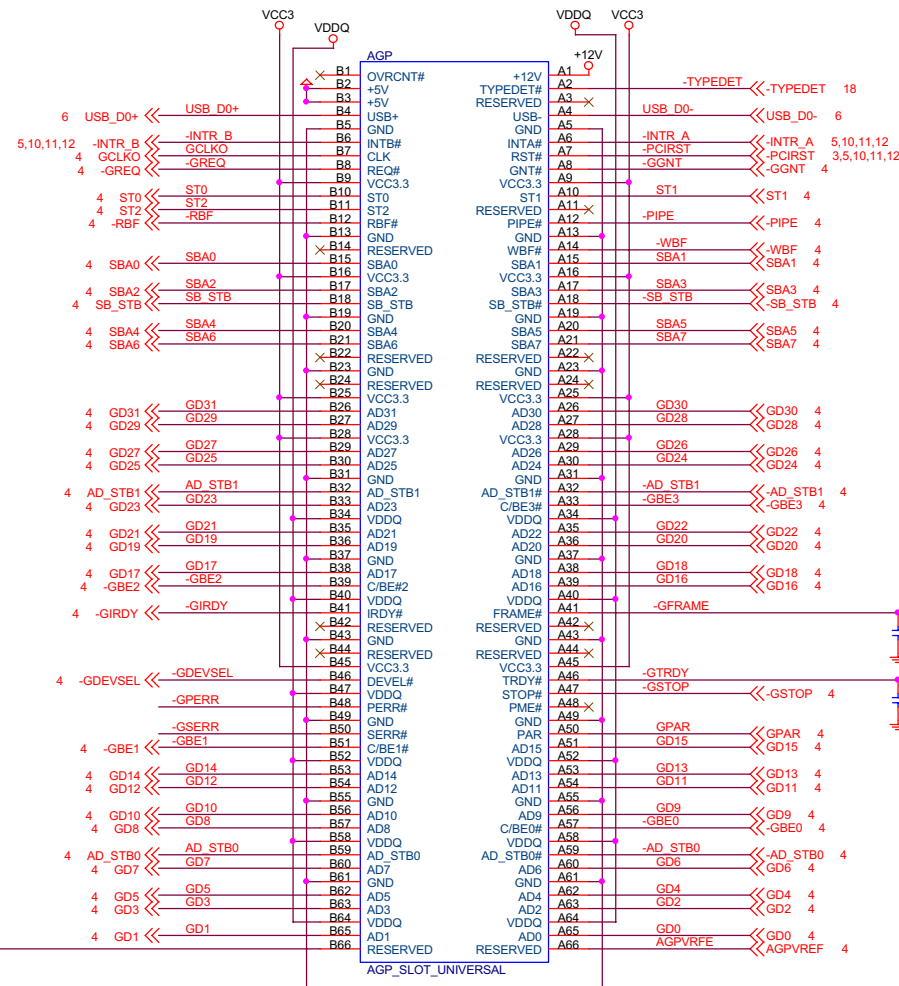 VCC3 VDDQ VDDQ VCC3
AGP +12V
B1 OVRCNT# +12V A1
B2 +5V TYPEDET# A2 -TYPEDET -TYPEDET 18
B3 +5V RESERVED A3
6 USB_D0+ USB_D0+ B4 USB+ USB- A4 USB_D0- USB_D0- 6
B5 GND GND A5
5,10,11,12 -INTR_B -INTR_B B6 INTB# INTA# A6 -INTR_A -INTR_A 5,10,11,12
4 GCLKO GCLKO B7 CLK RST# A7 -PCIRST -PCIRST 3,5,10,11,12
4 -GREQ -GREQ B8 REQ# GNT# A8 -GGNT -GGNT 4
B9 VCC3.3 VCC3.3 A9
4 ST0 ST0 B10 ST0 ST1 A10 ST1 ST1 4
4 ST2 ST2 B11 ST2 RESERVED A11
4 -RBF -RBF B12 RBF# PIPE# A12 -PIPE -PIPE 4
B13 GND GND A13
B14 RESERVED WBF# A14 -WBF -WBF 4
4 SBA0 SBA0 B15 SBA0 SBA1 A15 SBA1 SBA1 4
B16 VCC3.3 VCC3.3 A16
4 SBA2 SBA2 B17 SBA2 SBA3 A17 SBA3 SBA3 4
4 SB_STB SB_STB B18 SB_STB SB_STB# A18 -SB_STB -SB_STB 4
B19 GND GND A19
4 SBA4 SBA4 B20 SBA4 SBA5 A20 SBA5 SBA5 4
4 SBA6 SBA6 B21 SBA6 SBA7 A21 SBA7 SBA7 4
B22 RESERVED RESERVED A22
B23 GND GND A23
B24 RESERVED RESERVED A24
B25 VCC3.3 VCC3.3 A25
4 GD31 GD31 B26 AD31 AD30 A26 GD30 GD30 4
4 GD29 GD29 B27 AD29 AD28 A27 GD28 GD28 4
B28 VCC3.3 VCC3.3 A28
4 GD27 GD27 B29 AD27 AD26 A29 GD26 GD26 4
4 GD25 GD25 B30 AD25 AD24 A30 GD24 GD24 4
B31 GND GND A31
4 AD_STB1 AD_STB1 B32 AD_STB1 AD_STB1# A32 -AD_STB1 -AD_STB1 4
4 GD23 GD23 B33 AD23 C/BE3# A33 -GBE3 -GBE3 4
B34 VDDQ VDDQ A34
4 GD21 GD21 B35 AD21 AD22 A35 GD22 GD22 4
4 GD19 GD19 B36 AD19 AD20 A36 GD20 GD20 4
B37 GND GND A37
4 GD17 GD17 B38 AD17 AD18 A38 GD18 GD18 4
4 -GBE2 -GBE2 B39 C/BE#2 AD16 A39 GD16 GD16 4
B40 VDDQ VDDQ A40
4 -GIRDY -GIRDY B41 IRDY# FRAME# A41 -GFRAME
B42 RESERVED RESERVED A42
B43 GND GND A43
B44 RESERVED RESERVED A44
B45 VCC3.3 VCC3.3 A45
4 -GDEVSEL -GDEVSEL B46 DEVEL# TRDY# A46 -GTRDY
B47 VDDQ STOP# A47 -GSTOP -GSTOP 4
-GPERR B48 PERR# PME# A48
B49 GND GND A49
-GSERR B50 SERR# PAR A50 GPAR GPAR 4
4 -GBE1 -GBE1 B51 C/BE1# AD15 A51 GD15 GD15 4
B52 VDDQ VDDQ A52
4 GD14 GD14 B53 AD14 AD13 A53 GD13 GD13 4
4 GD12 GD12 B54 AD12 AD11 A54 GD11 GD11 4
B55 GND GND A55
4 GD10 GD10 B56 AD10 AD9 A56 GD9 GD9 4
4 GD8 GD8 B57 AD8 C/BE0# A57 -GBE0 -GBE0 4
B58 VDDQ VDDQ A58
4 AD_STB0 AD_STB0 B59 AD_STB0 AD_STB0# A59 -AD_STB0 -AD_STB0 4
4 GD7 GD7 B60 AD7 AD6 A60 GD6 GD6 4
B61 GND GND A61
4 GD5 GD5 B62 AD5 AD4 A62 GD4 GD4 4
4 GD3 GD3 B63 AD3 AD2 A63 GD2 GD2 4
B64 VDDQ VDDQ A64
4 GD1 GD1 B65 AD1 AD0 A65 GD0 GD0 4
B66 RESERVED RESERVED A66 AGPVRFE AGPVREF 4
AGP_SLOT_UNIVERSAL